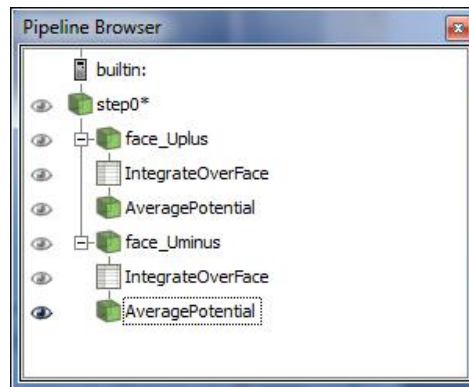 Pipeline Browser
builtin:
step0*
face_Uplus
IntegrateOverFace
AveragePotential
face_Uminus
IntegrateOverFace
AveragePotential